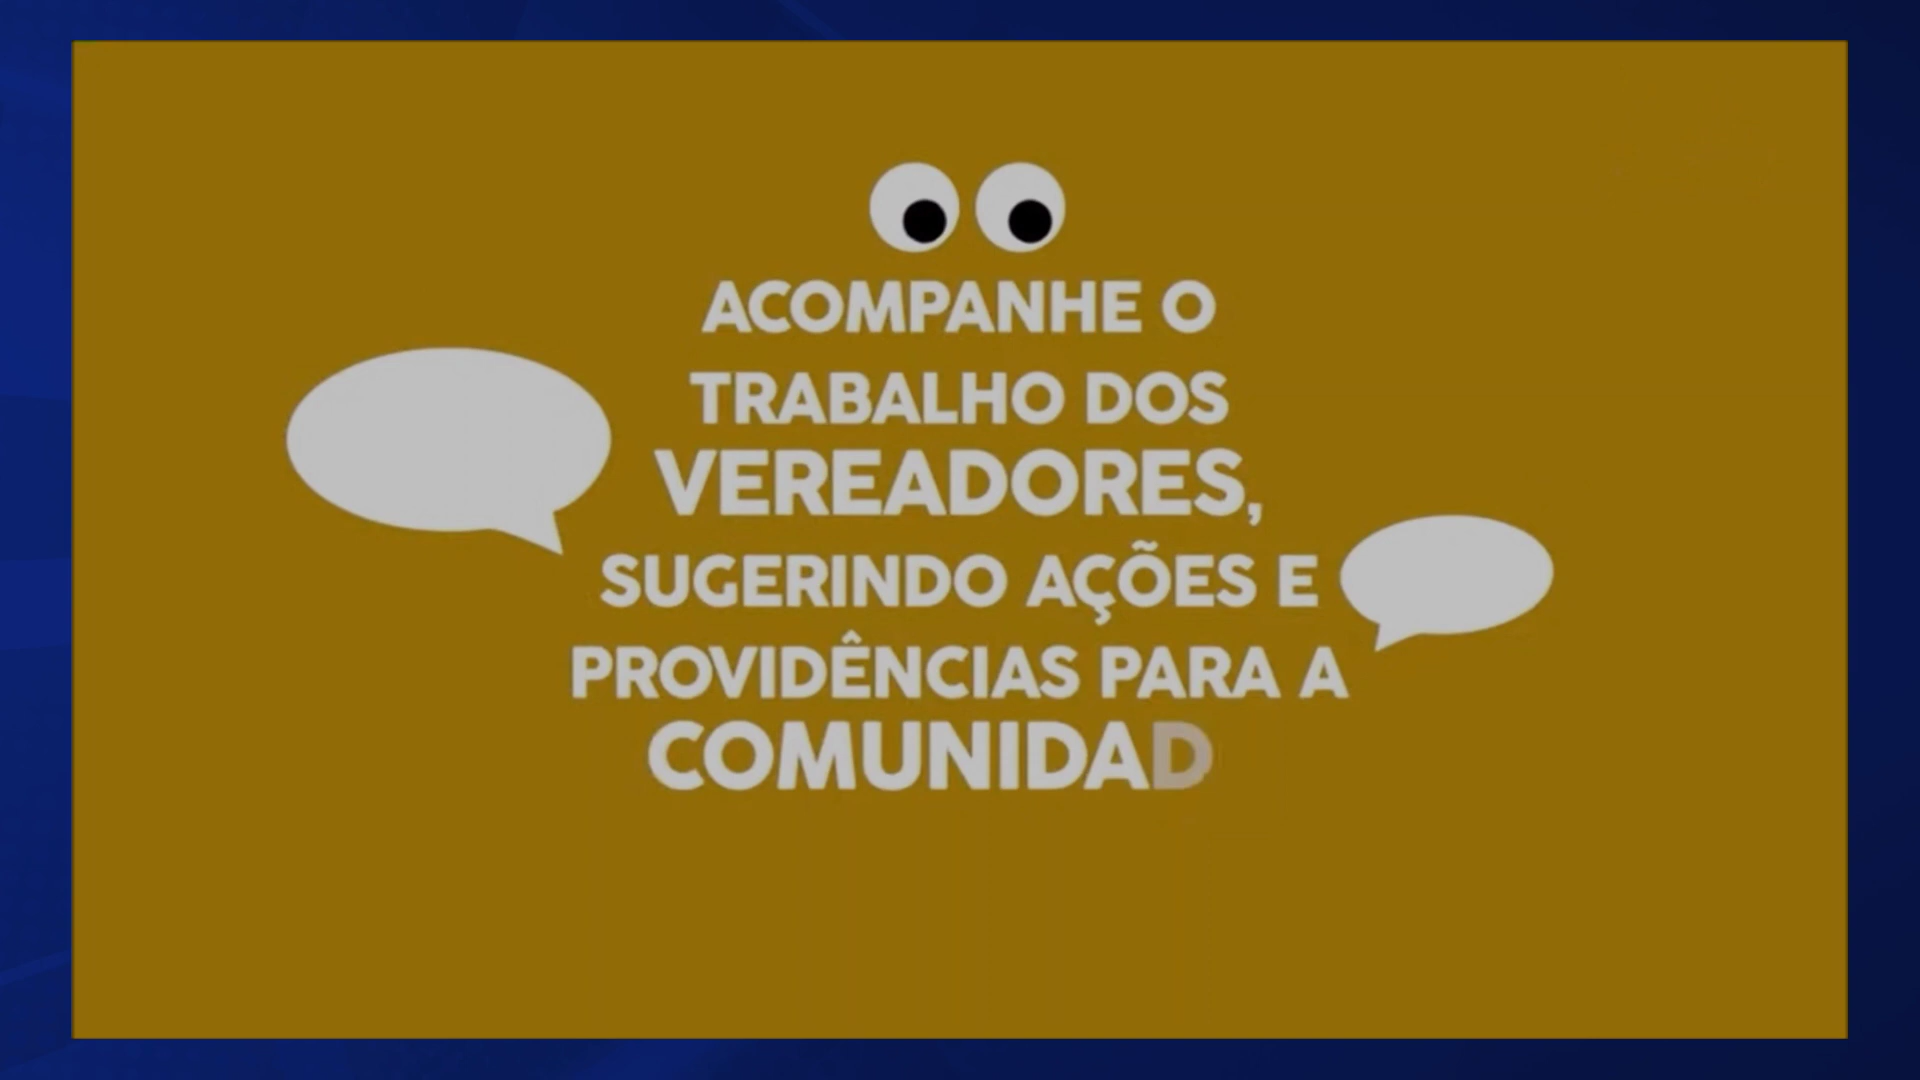 ACOMPANHE O
TRABALHO DOS
VEREADORES,
SUGERINDO AÇÕES E
PROVIDÊNCIAS PARA A
COMUNIDAD